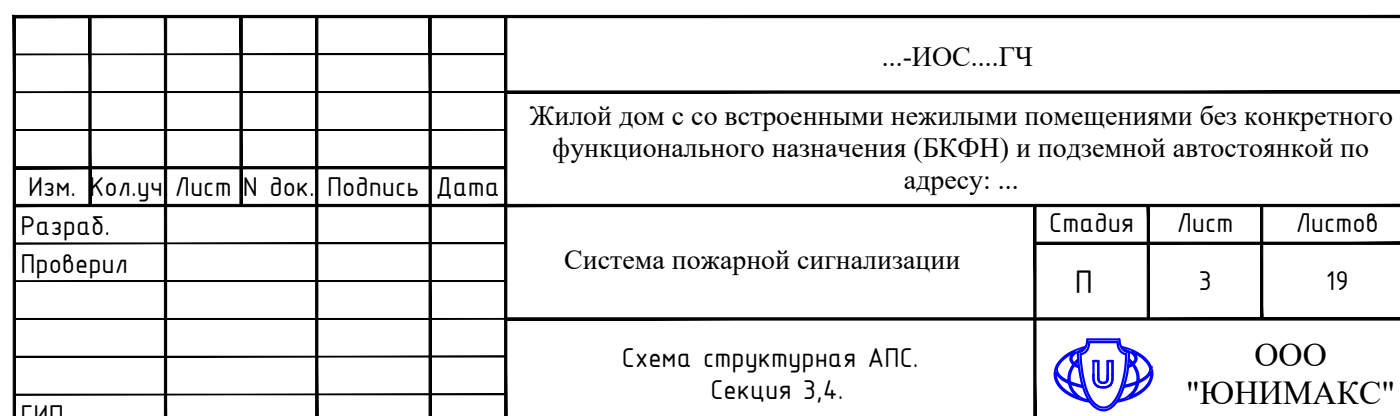 ...-ИОС....ГЧ
Жилой дом с со встроенными нежилыми помещениями без конкретного
функционального назначения (БКФН) и подземной автостоянкой по
адресу: ...
Изм. Кол.уч Лист N док. Подпись Дата
Разраб.
Проверил
ГИП
Система пожарной сигнализации
Стадия Лист Листов
П 3 19
Схема структурная АПС.
Секция 3,4.
U
ООО
"ЮНИМАКС"